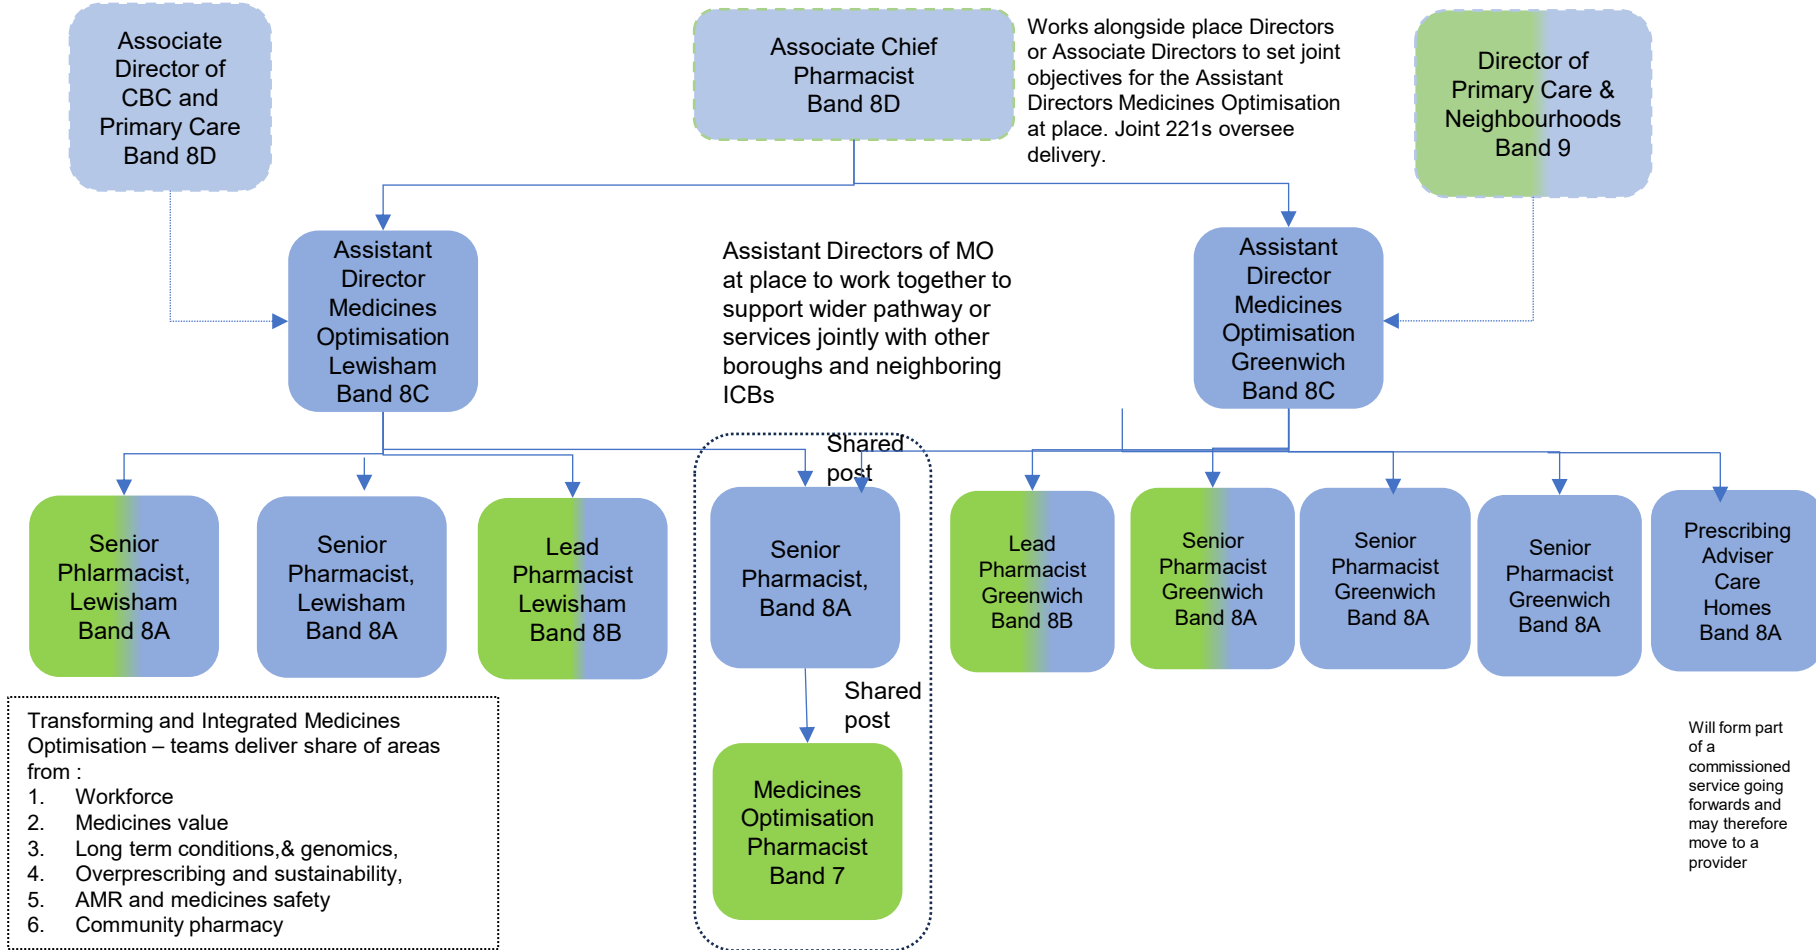 Associate
Director of
CBC and
Primary Care
Band 8D
Associate Chief
Pharmacist
Band 8D
Works alongside place Directors
or Associate Directors to set joint
objectives for the Assistant
Directors Medicines Optimisation
at place. Joint 221s oversee
delivery.
Director of
Primary Care &
Neighbourhoods
Band 9
Assistant
Director
Medicines
Optimisation
Lewisham
Band 8C
Assistant Directors of MO
at place to work together to
support wider pathway or
services jointly with other
boroughs and neighboring
ICBs
Assistant
Director
Medicines
Optimisation
Greenwich
Band 8C
Shared
post
Senior
Phlarmacist,
Lewisham
Band 8A
Senior
Pharmacist,
Lewisham
Band 8A
Lead
Pharmacist
Lewisham
Band 8B
Senior
Pharmacist,
Band 8A
Lead
Pharmacist
Greenwich
Band 8B
Senior
Pharmacist
Greenwich
Band 8A
Senior
Pharmacist
Greenwich
Band 8A
Senior
Pharmacist
Greenwich
Band 8A
Prescribing
Adviser
Care
Homes
Band 8A
Shared
post
Medicines
Optimisation
Pharmacist
Band 7
Transforming and Integrated Medicines
Optimisation – teams deliver share of areas
from :
1. Workforce
2. Medicines value
3. Long term conditions,& genomics,
4. Overprescribing and sustainability,
5. AMR and medicines safety
6. Community pharmacy
Will form part
of a
commissioned
service going
forwards and
may therefore
move to a
provider